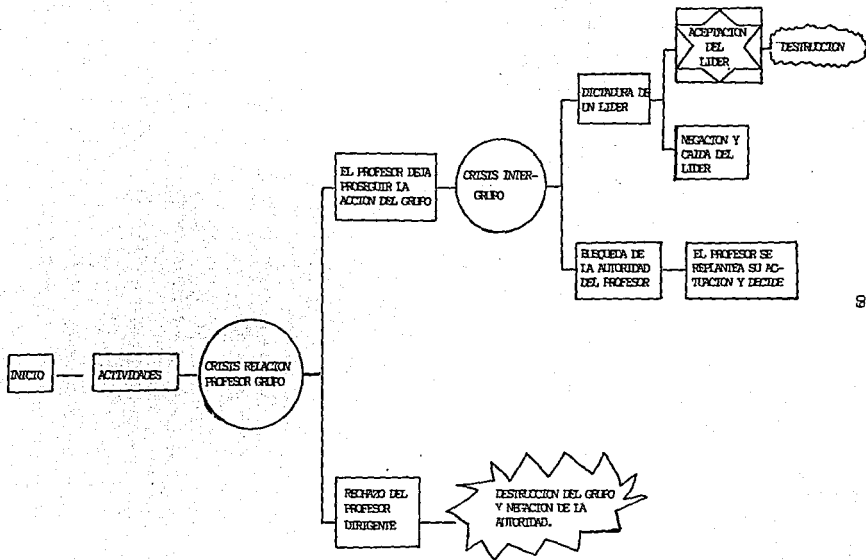 INICIO
ACTIVIDADES
CRISIS RELACION
PROFESOR GRUPO
EL PROFESOR DEJA
PROSEGUIR LA
ACCION DEL GRUPO
CRISIS INTER-
GRUPO
DICTADURA DE
UN LIDER
ACEPTACION
DEL
LIDER
DESTRUCCION
NEGACION Y
CAIDA DEL
LIDER
BUSQUEDA DE
LA AUTORIDAD
DEL PROFESOR
EL PROFESOR SE
REPLANTEA SU AC-
TUACION Y DECIDE
RECHAZO DEL
PROFESOR
DIRIGENTE
DESTRUCCION DEL GRUPO
Y NEGACION DE LA
AUTORIDAD.